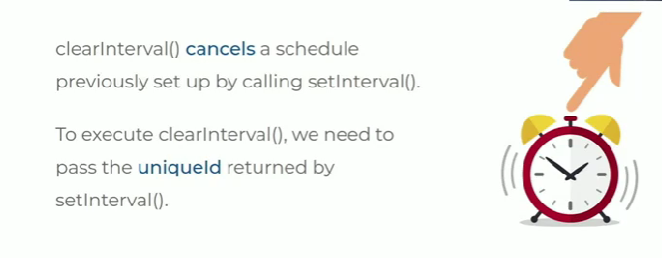 clearInterval() cancels a schedule
previously set up by calling setInterval().
To execute clearInterval(), we need to
pass the uniqueId returned by
setInterval().